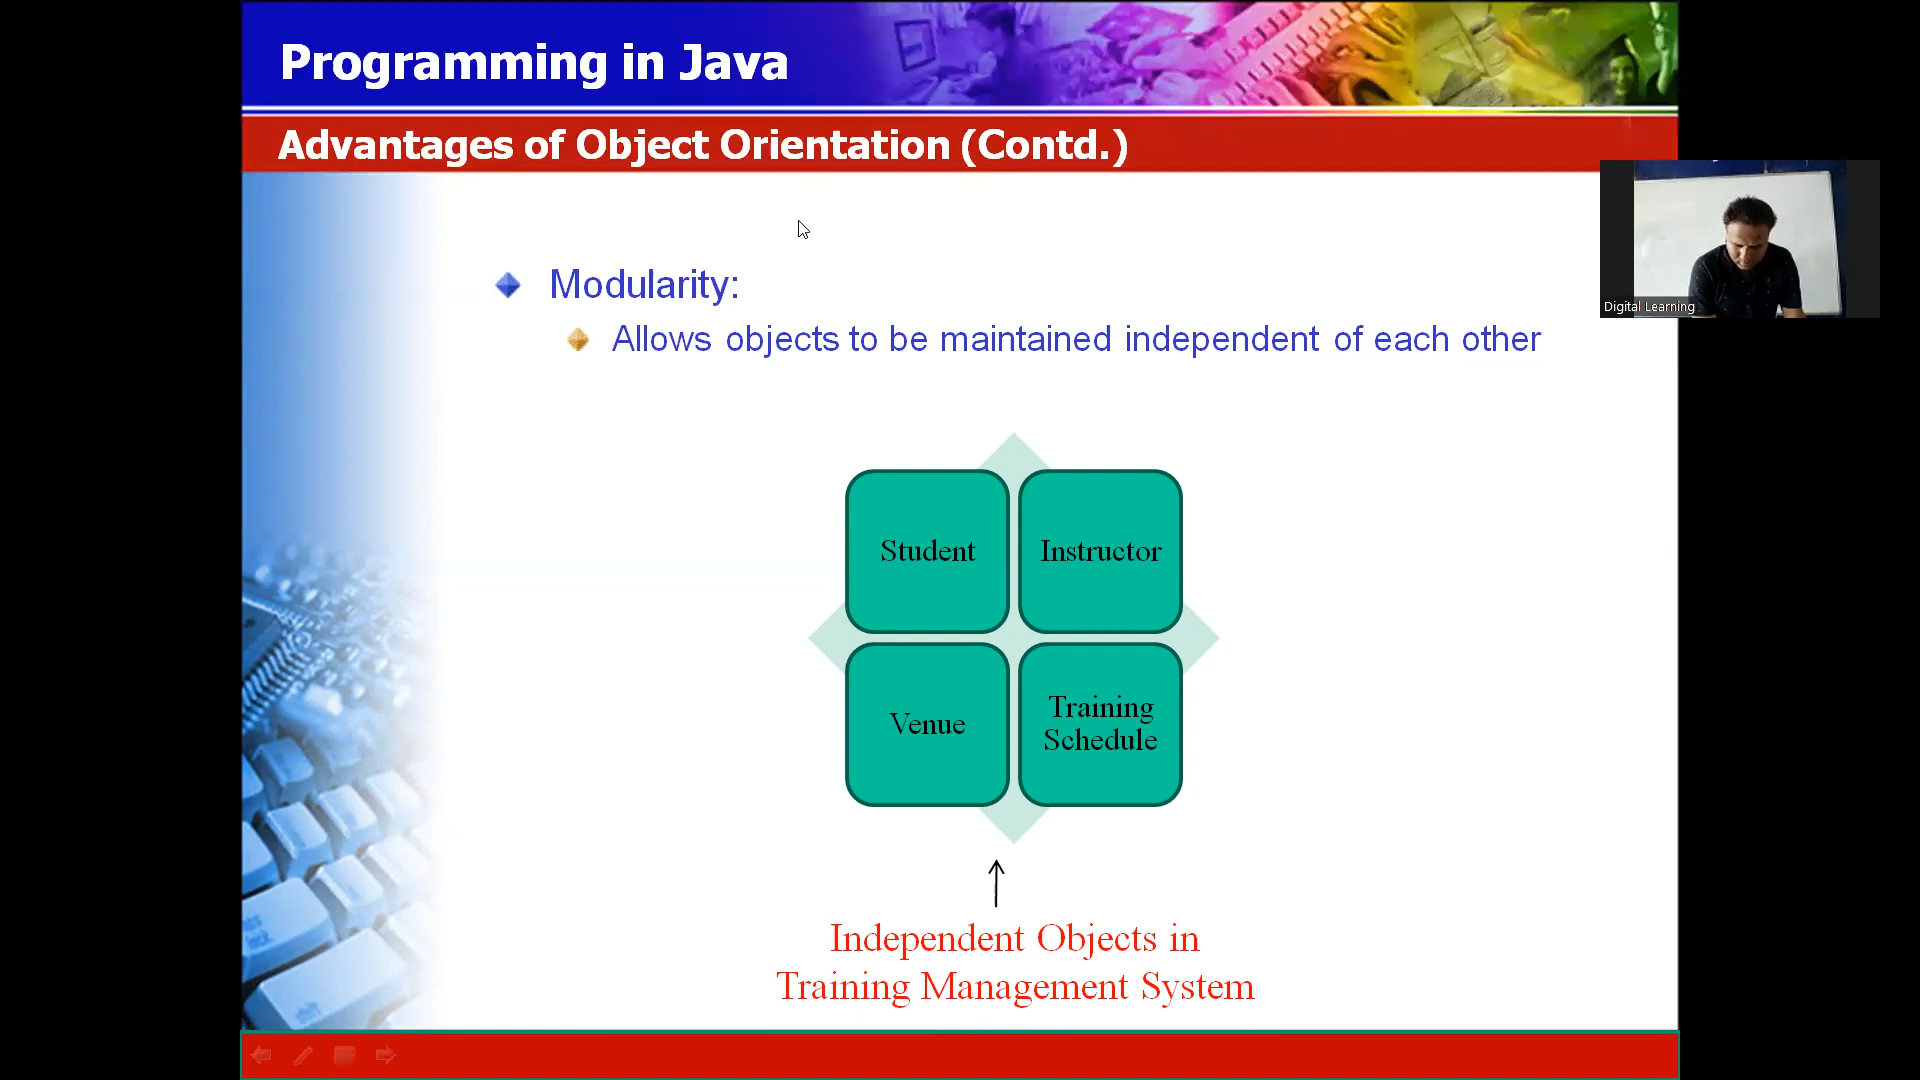 Programming in Java
Advantages of Object Orientation (Contd.)
Digital Learning
Modularity:
Allows objects to be maintained independent of each other
Student
Instructor
Venue
Training
Schedule
Independent Objects in
Training Management System
shift